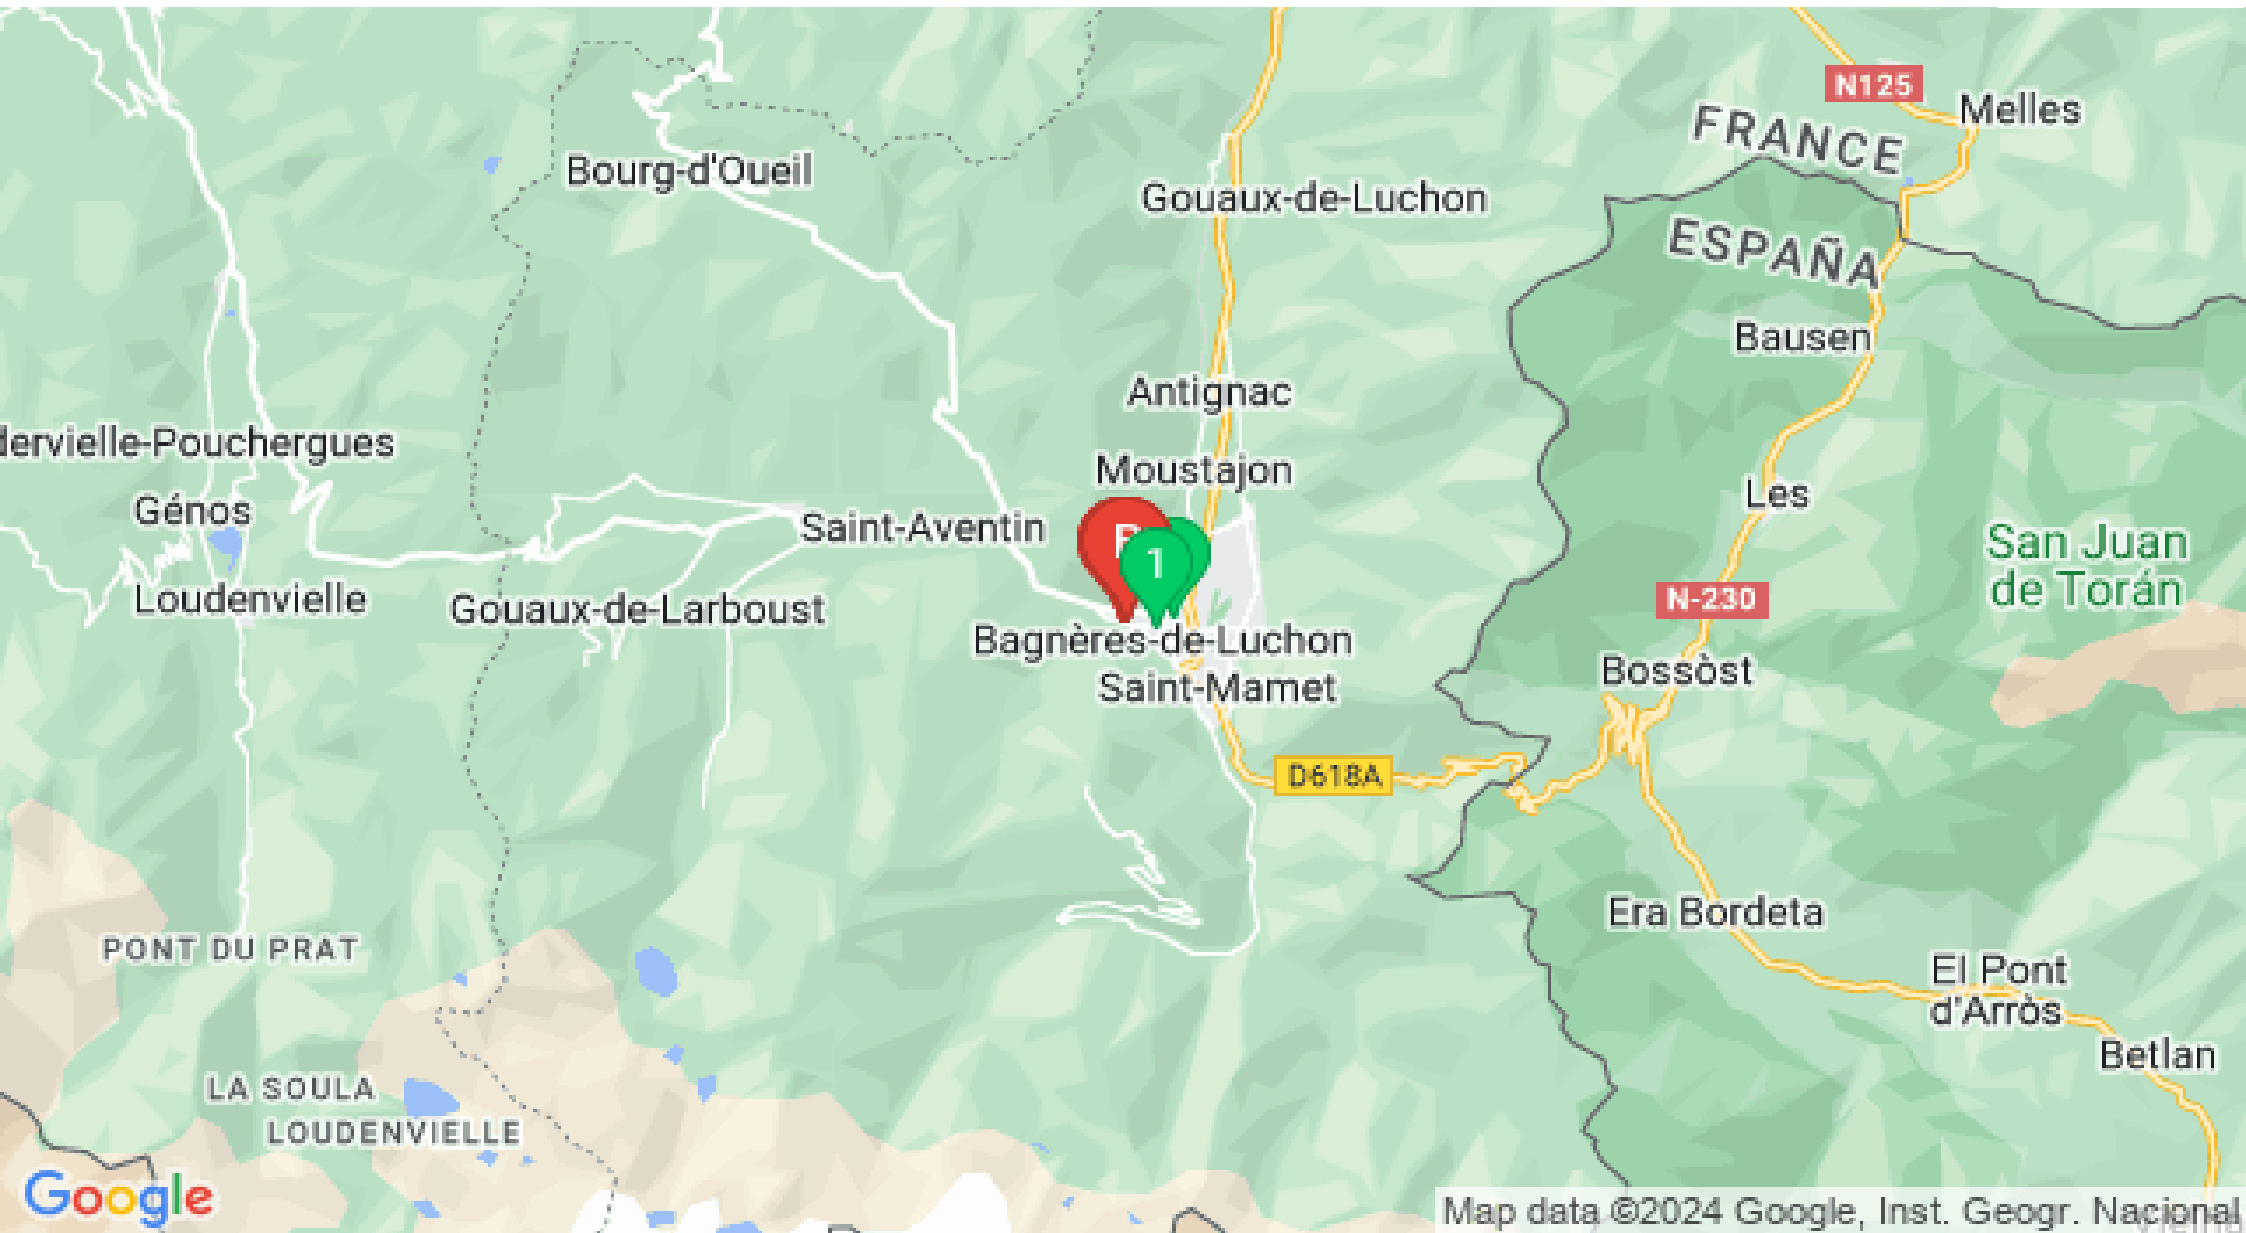 N125
Melles
FRANCE
Bourg-d'Oueil
Gouaux-de-Luchon
ESPAÑA
Bausen
Antignac
dervielle-Pouchergues
Moustajon
Les
Génos
Saint-Aventin
San Juan
de Torán
1
Loudenvielle
Gouaux-de-Larboust
N-230
Bagnères-de-Luchon
Bossòst
Saint-Mamet
D618A
Era Bordeta
PONT DU PRAT
El Pont
d'Arròs
Betlan
LA SOULA
LOUDENVIELLE
Google
Map data ©2024 Google, Inst. Geogr. Nacional